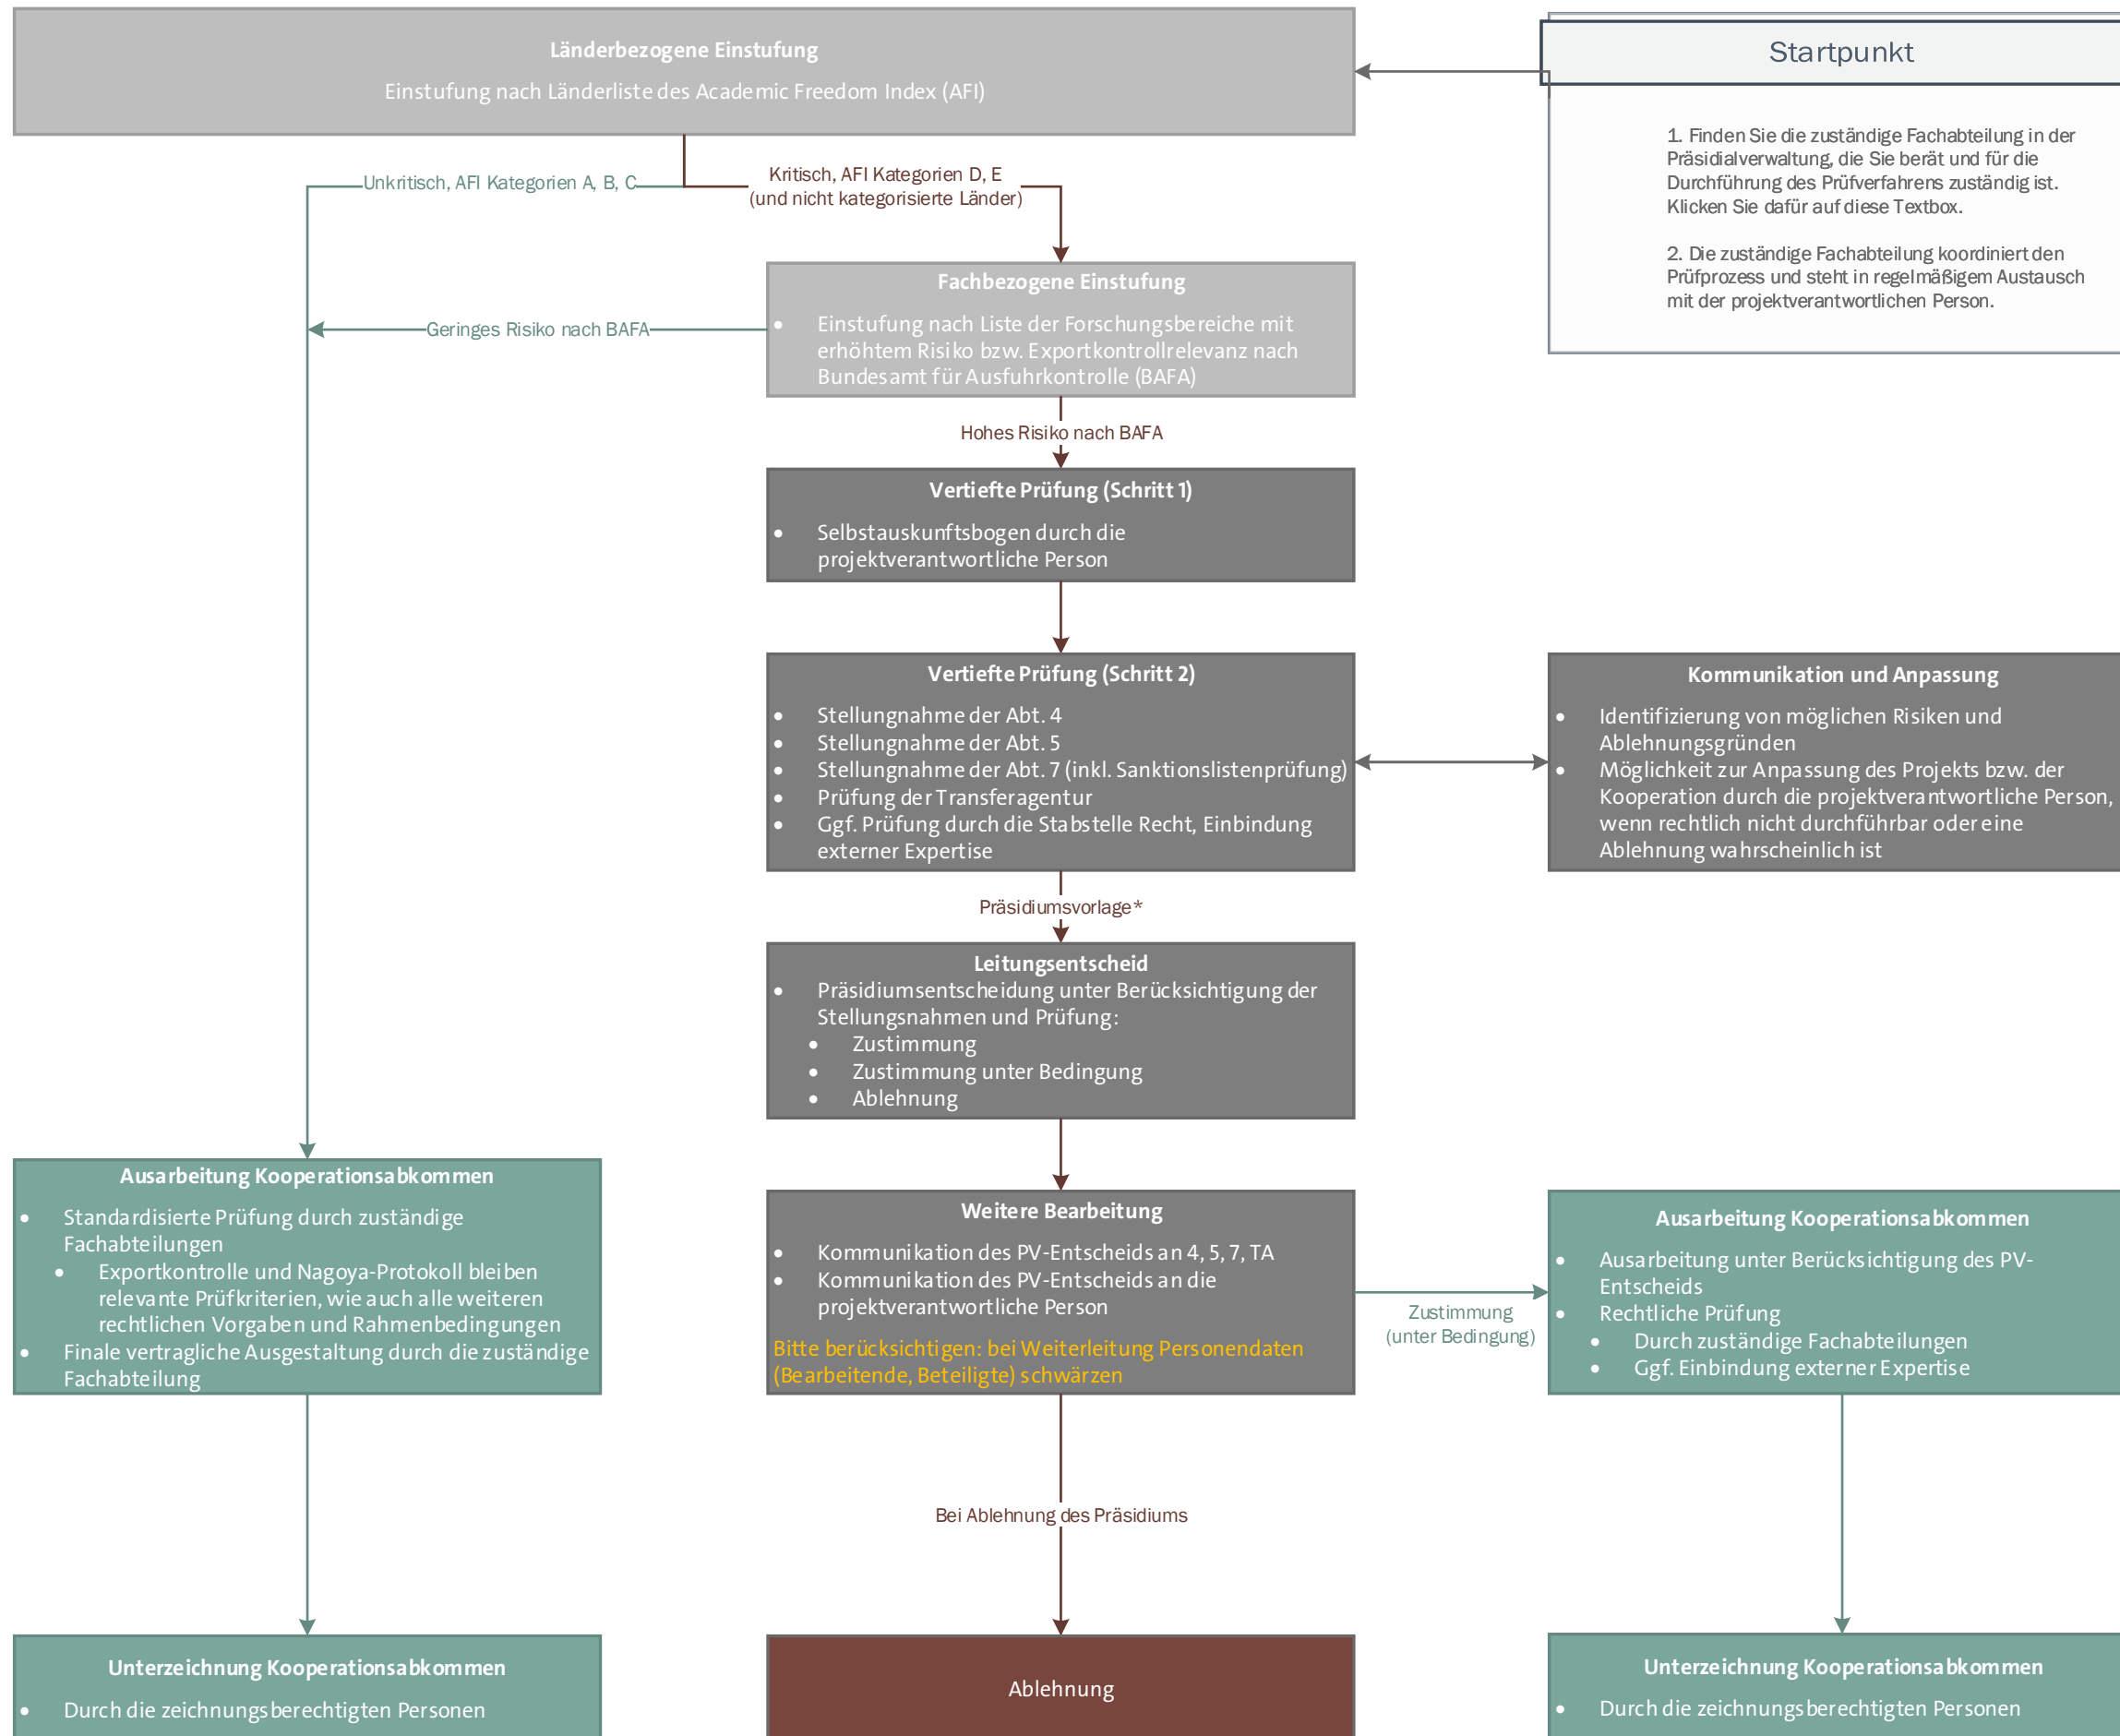 Länderbezogene Einstufung
Einstufung nach Länderliste des Academic Freedom Index (AFI)
Startpunkt
1. Finden Sie die zuständige Fachabteilung in der
Präsidialverwaltung, die Sie berät und für die
Durchführung des Prüfverfahrens zuständig ist.
Klicken Sie dafür auf diese Textbox.
2. Die zuständige Fachabteilung koordiniert den
Prüfprozess und steht in regelmäßigem Austausch
mit der projektverantwortlichen Person.
Unkritisch, AFI Kategorien A, B, C
Kritisch, AFI Kategorien D, E
(und nicht kategorisierte Länder)
Fachbezogene Einstufung
• Einstufung nach Liste der Forschungsbereiche mit
erhöhtem Risiko bzw. Exportkontrollrelevanz nach
Bundesamt für Ausfuhrkontrolle (BAFA)
Geringes Risiko nach BAFA
Hohes Risiko nach BAFA
Vertiefte Prüfung (Schritt 1)
• Selbstauskunftsbogen durch die
projektverantwortliche Person
Vertiefte Prüfung (Schritt 2)
• Stellungnahme der Abt. 4
• Stellungnahme der Abt. 5
• Stellungnahme der Abt. 7 (inkl. Sanktionslistenprüfung)
• Prüfung der Transferagentur
• Ggf. Prüfung durch die Stabstelle Recht, Einbindung
externer Expertise
Kommunikation und Anpassung
• Identifizierung von möglichen Risiken und
Ablehnungsgründen
• Möglichkeit zur Anpassung des Projekts bzw. der
Kooperation durch die projektverantwortliche Person,
wenn rechtlich nicht durchführbar oder eine
Ablehnung wahrscheinlich ist
Präsidiumsvorlage*
Leitungsentscheid
• Präsidiumsentscheidung unter Berücksichtigung der
Stellungsnahmen und Prüfung:
• Zustimmung
• Zustimmung unter Bedingung
• Ablehnung
Ausarbeitung Kooperationsabkommen
• Standardisierte Prüfung durch zuständige
Fachabteilungen
• Exportkontrolle und Nagoya-Protokoll bleiben
relevante Prüfkriterien, wie auch alle weiteren
rechtlichen Vorgaben und Rahmenbedingungen
• Finale vertragliche Ausgestaltung durch die zuständige
Fachabteilung
Weitere Bearbeitung
• Kommunikation des PV-Entscheids an 4, 5, 7, TA
• Kommunikation des PV-Entscheids an die
projektverantwortliche Person
Bitte berücksichtigen: bei Weiterleitung Personendaten
(Bearbeitende, Beteiligte) schwärzen
Zustimmung
(unter Bedingung)
Ausarbeitung Kooperationsabkommen
• Ausarbeitung unter Berücksichtigung des PV-
Entscheids
• Rechtliche Prüfung
• Durch zuständige Fachabteilungen
• Ggf. Einbindung externer Expertise
Bei Ablehnung des Präsidiums
Unterzeichnung Kooperationsabkommen
• Durch die zeichnungsberechtigten Personen
Ablehnung
Unterzeichnung Kooperationsabkommen
• Durch die zeichnungsberechtigten Personen